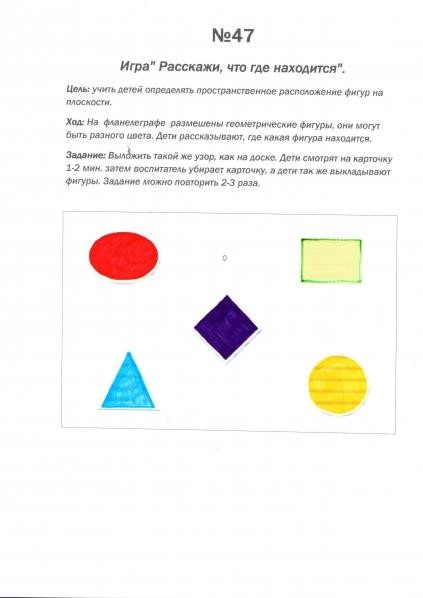 №47
Игра" Расскажи, что где находится".
Цель: учить детей определять пространственное расположение фигур на
плоскости.
Ход: На фланелеграфе размешены геометрические фигуры, они могут
быть разного цвета. Дети рассказывают, где какая фигура находится.
Задание: Выложить такой же узор, как на доске. Дети смотрят на карточку
1-2 мин. затем воспитатель убирает карточку, а дети так же выкладывают
фигуры. Задание можно повторить 2-3 раза.